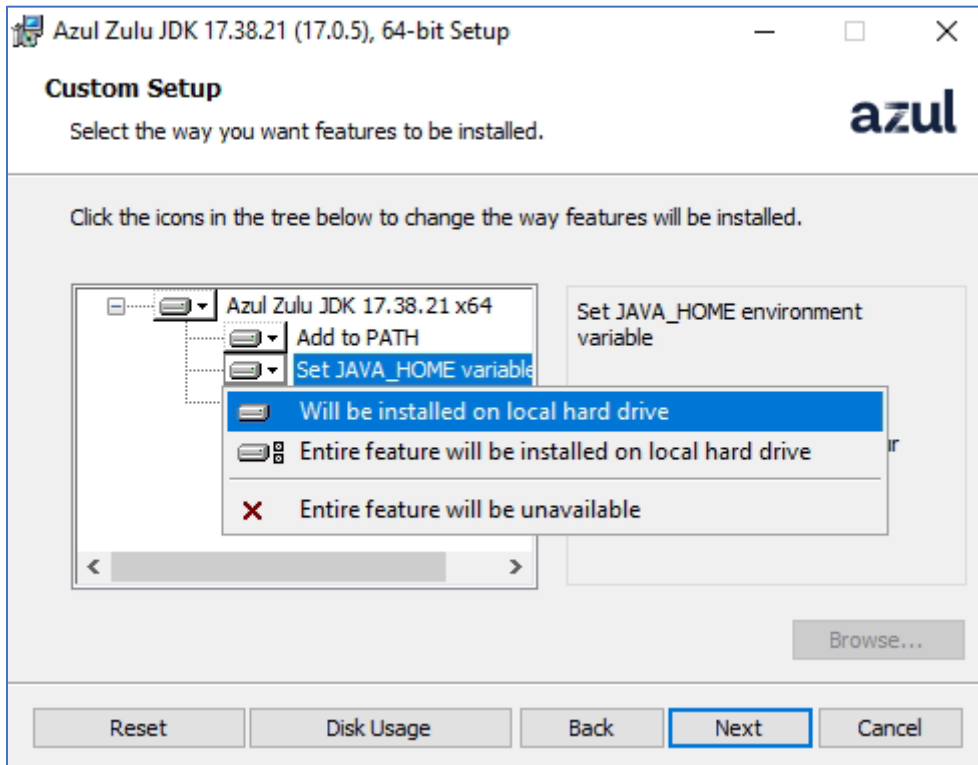 Azul Zulu JDK 17.38.21 (17.0.5), 64-bit Setup
Custom Setup
Select the way you want features to be installed.
azul
Click the icons in the tree below to change the way features will be installed.
Azul Zulu JDK 17.38.21 x64
Add to PATH
Set JAVA_HOME variable
Set JAVA_HOME environment
variable
Will be installed on local hard drive
Entire feature will be installed on local hard drive
Entire feature will be unavailable
Browse...
Reset
Disk Usage
Back
Next
Cancel